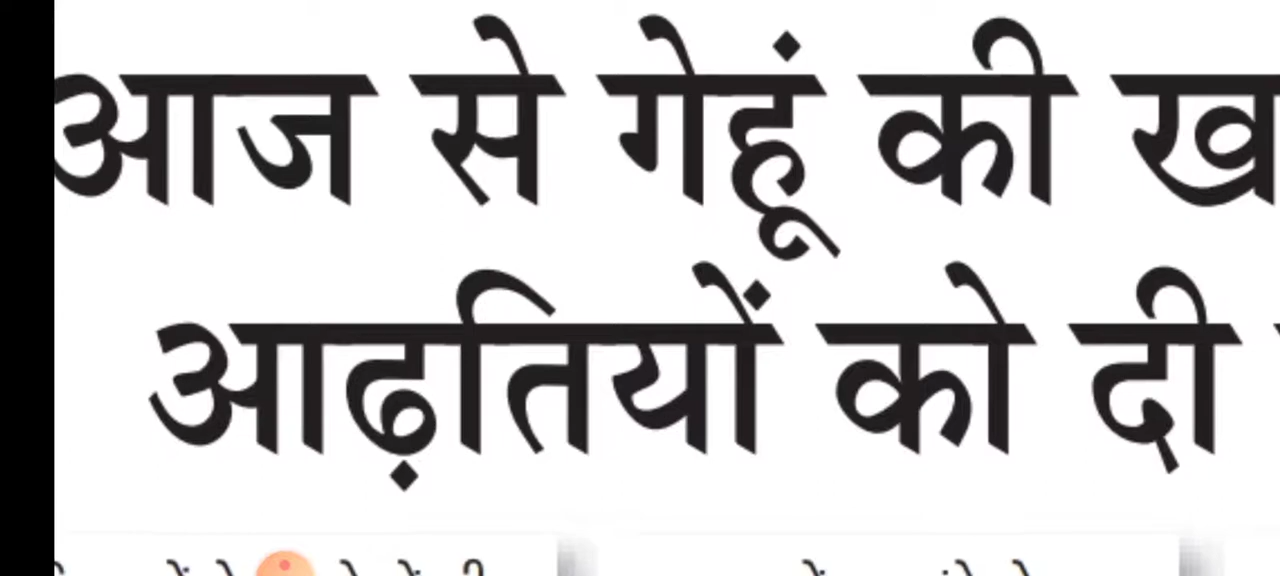 आज से गेहूं की ख
आढ़तियों को दी